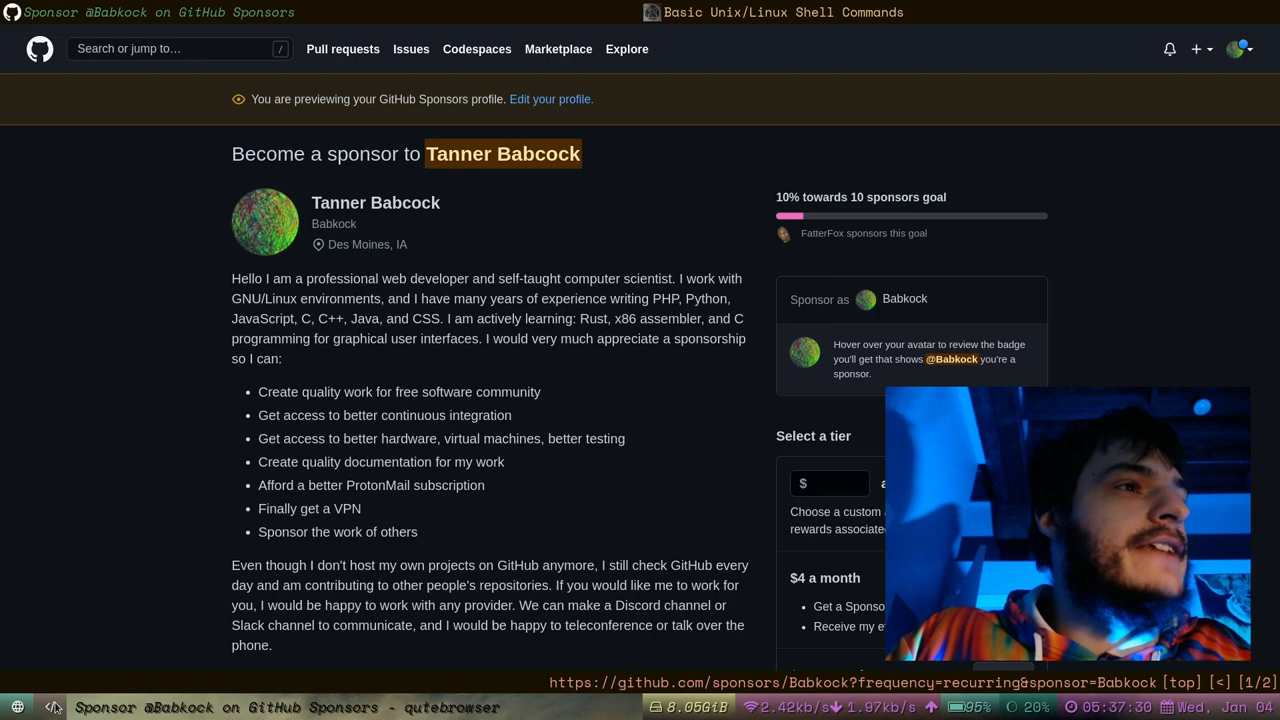 Sponsor @Babkock on GitHub Sponsors
Basic Unix/Linux Shell Commands
Search or jump to…
/
Pull requests
Issues
Codespaces
Marketplace
Explore
You are previewing your GitHub Sponsors profile. Edit your profile.
Become a sponsor to Tanner Babcock
Tanner Babcock
Babkock
Des Moines, IA
Hello I am a professional web developer and self-taught computer scientist. I work with
GNU/Linux environments, and I have many years of experience writing PHP, Python,
JavaScript, C, C++, Java, and CSS. I am actively learning: Rust, x86 assembler, and C
programming for graphical user interfaces. I would very much appreciate a sponsorship
so I can:
• Create quality work for free software community
• Get access to better continuous integration
• Get access to better hardware, virtual machines, better testing
• Create quality documentation for my work
• Afford a better ProtonMail subscription
• Finally get a VPN
• Sponsor the work of others
Even though I don't host my own projects on GitHub anymore, I still check GitHub every
day and am contributing to other people's repositories. If you would like me to work for
you, I would be happy to work with any provider. We can make a Discord channel or
Slack channel to communicate, and I would be happy to teleconference or talk over the
phone.
10% towards 10 sponsors goal
FatterFox sponsors this goal
Sponsor as Babkock
Hover over your avatar to review the badge
you'll get that shows @Babkock you're a
sponsor.
Select a tier
$
Choose a custom
rewards associate
$4 a month
• Get a Sponso
• Receive my e
https://github.com/sponsors/Babkock?frequency=recurring&sponsor=Babkock [top] [<] [1/2]
</>
Sponsor @Babkock on GitHub Sponsors - qutebrowser
8.05GiB
2.42kb/s
1.97kb/s
95%
20%
05:37:30
Wed, Jan 04